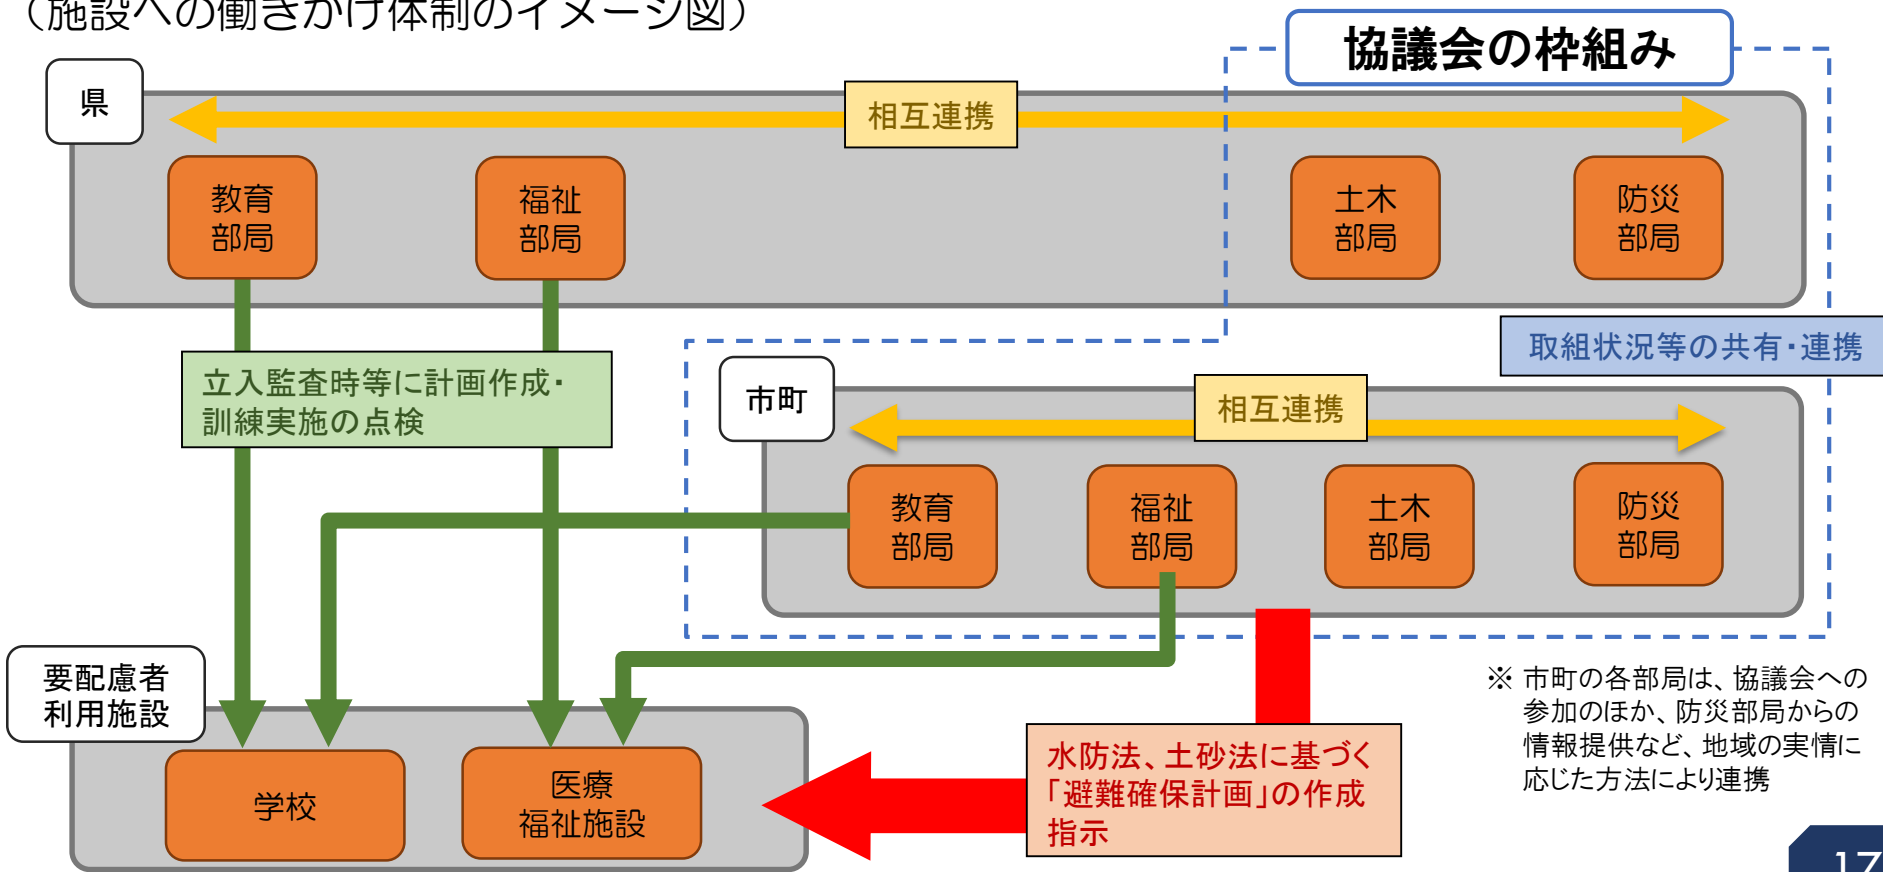 （施設への働きかけ体制のイメージ図）
協議会の枠組み
県
相互連携
教育
部局
福祉
部局
土木
部局
防災
部局
取組状況等の共有・連携
立入監査時等に計画作成・
訓練実施の点検
市町
相互連携
教育
部局
福祉
部局
土木
部局
防災
部局
要配慮者
利用施設
学校
医療
福祉施設
水防法、土砂法に基づく
「避難確保計画」の作成
指示
※ 市町の各部局は、協議会への
参加のほか、防災部局からの
情報提供など、地域の実情に
応じた方法により連携
17